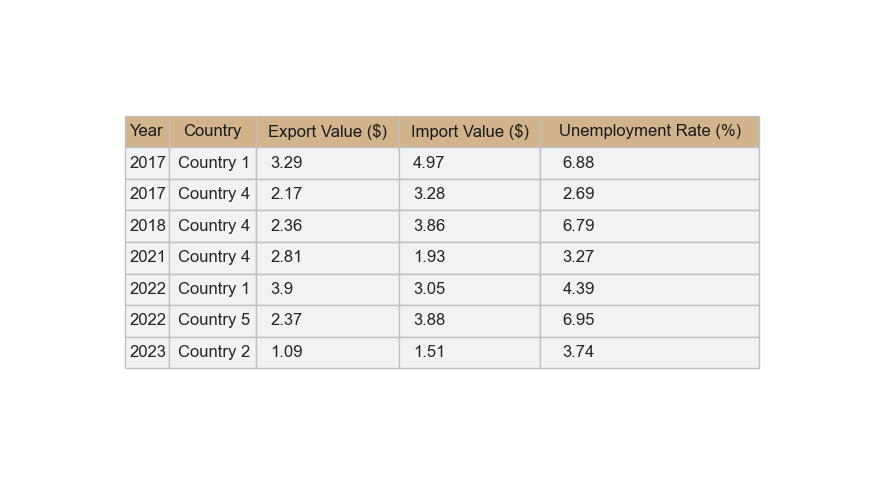 Year Country Export Value ($) Import Value ($) Unemployment Rate (%)
2017 Country 1 3.29 4.97 6.88
2017 Country 4 2.17 3.28 2.69
2018 Country 4 2.36 3.86 6.79
2021 Country 4 2.81 1.93 3.27
2022 Country 1 3.9 3.05 4.39
2022 Country 5 2.37 3.88 6.95
2023 Country 2 1.09 1.51 3.74